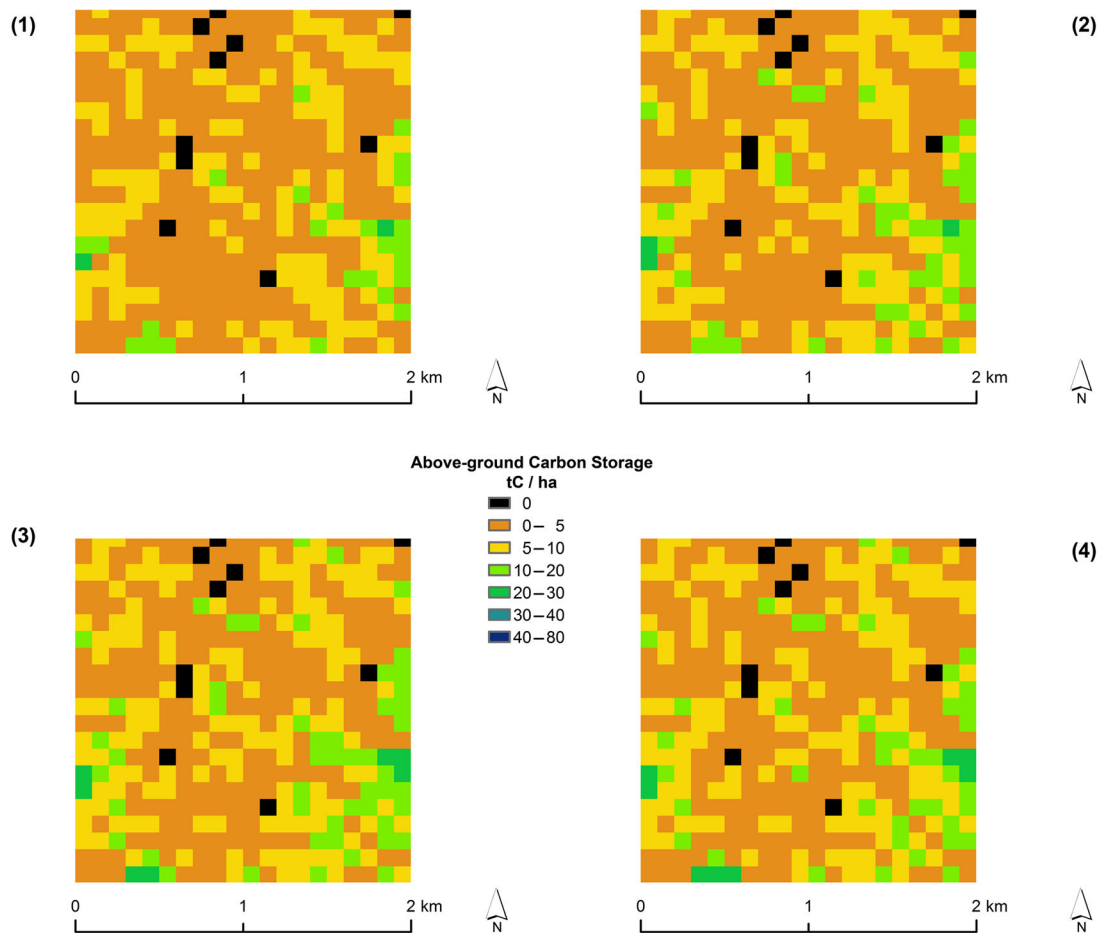 (1)
(2)
0
1
2 km
N
0
1
2 km
N
Above-ground Carbon Storage
tC / ha
0
0– 5
5–10
10–20
20–30
30–40
40–80
(3)
(4)
0
1
2 km
N
0
1
2 km
N